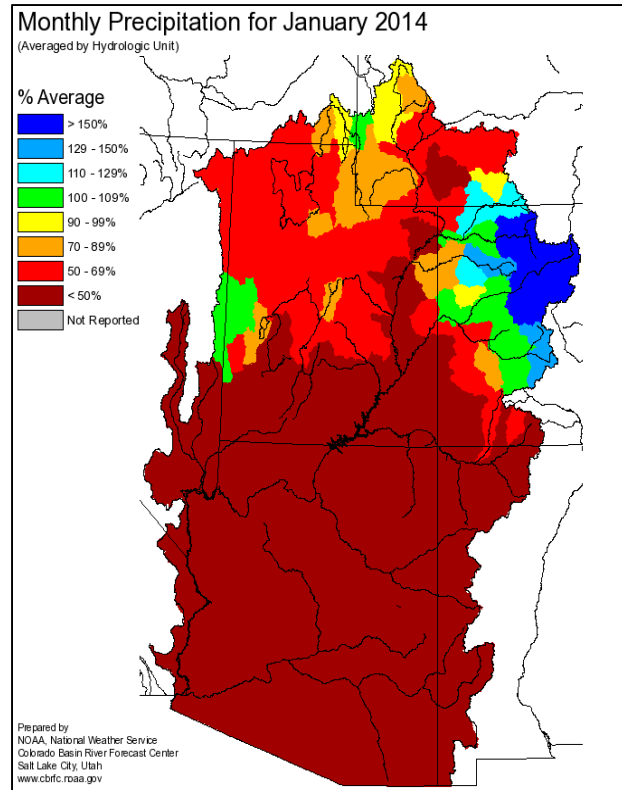 Monthly Precipitation for January 2014
(Averaged by Hydrologic Unit)
% Average
> 150%
129 - 150%
110 - 129%
100 - 109%
90 - 99%
70 - 89%
50 - 69%
< 50%
Not Reported
Prepared by
NOAA, National Weather Service
Colorado Basin River Forecast Center
Salt Lake City, Utah
www.cbrfc.noaa.gov